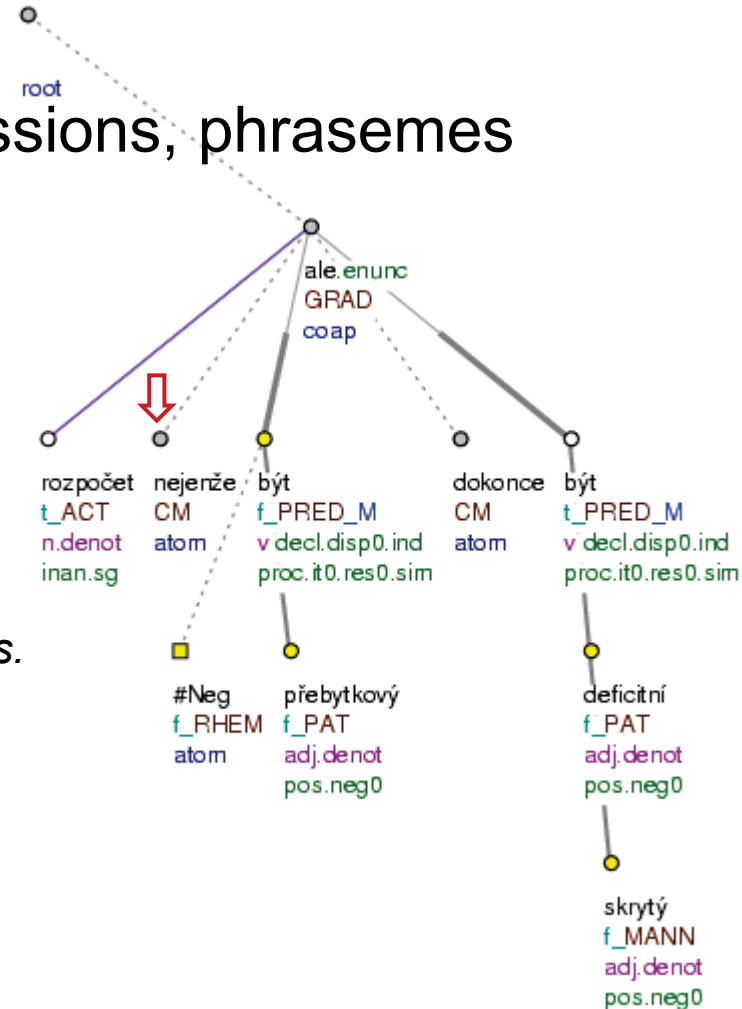 root
ssions, phrasemes
ale.enunc
GRAD
coap
rozpočet nejenže být dokonce být
t_ACT CM f_PRED_M CM t_PRED_M
n.denot atom v decl.disp0.ind atom v decl.disp0.ind
inan.sg proc.it0.res0.sim proc.it0.res0.sim
s.
#Neg přebytkový deficitní
f_RHEM f_PAT f_PAT
atom adj.denot adj.denot
pos.neg0 pos.neg0
skrytý
f_MANN
adj.denot
pos.neg0